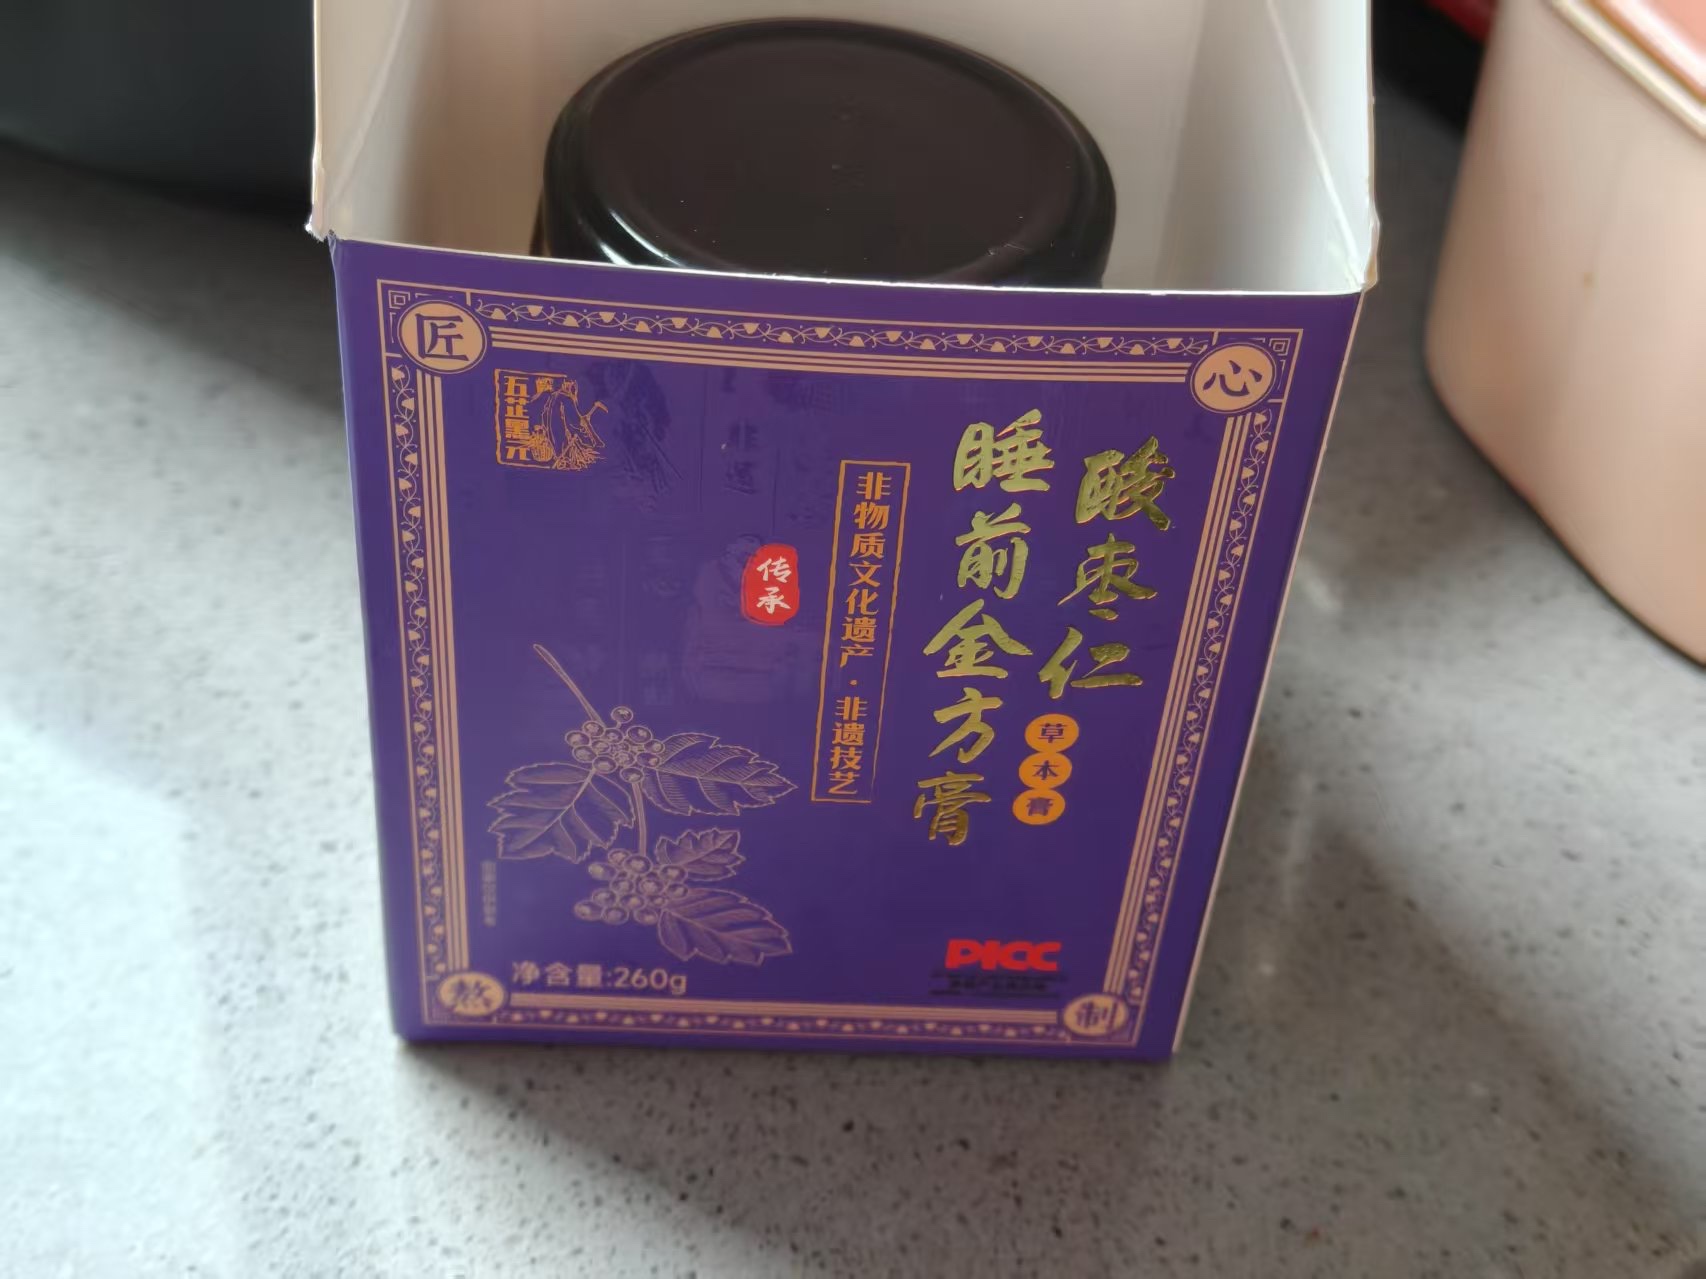 匠心
熬制
五芷墨元
酸枣仁
草本膏
睡前金方膏
非物质文化遗产·非遗技艺
传承
净含量:260g
PICC